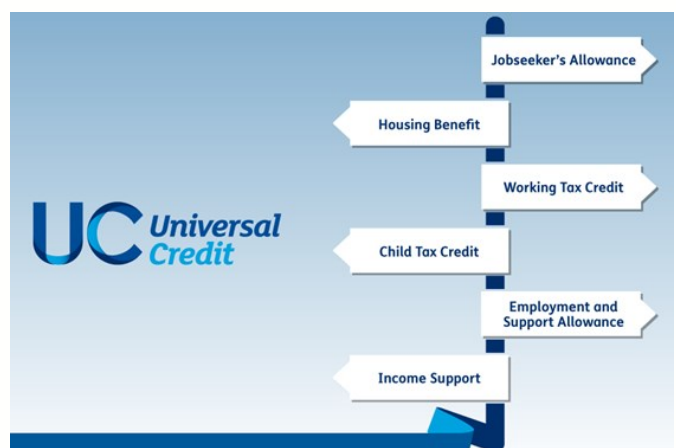 Jobseeker's Allowance
Housing Benefit
Working Tax Credit
UC Universal
Credit
Child Tax Credit
Employment and
Support Allowance
Income Support